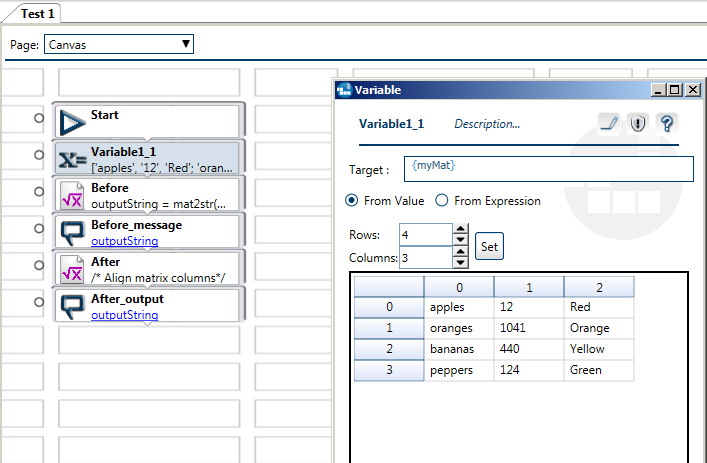 Test 1
Page: Canvas
Start
Variable1_1
['apples', '12', 'Red'; 'oran...
Before
outputString = mat2str(...
Before_message
outputString
After
/* Align matrix columns*/
After_output
outputString
Variable
Variable1_1 Description...
Target : {myMat}
From Value From Expression
Rows: 4
Columns: 3
Set
0 1 2
0 apples 12 Red
1 oranges 1041 Orange
2 bananas 440 Yellow
3 peppers 124 Green